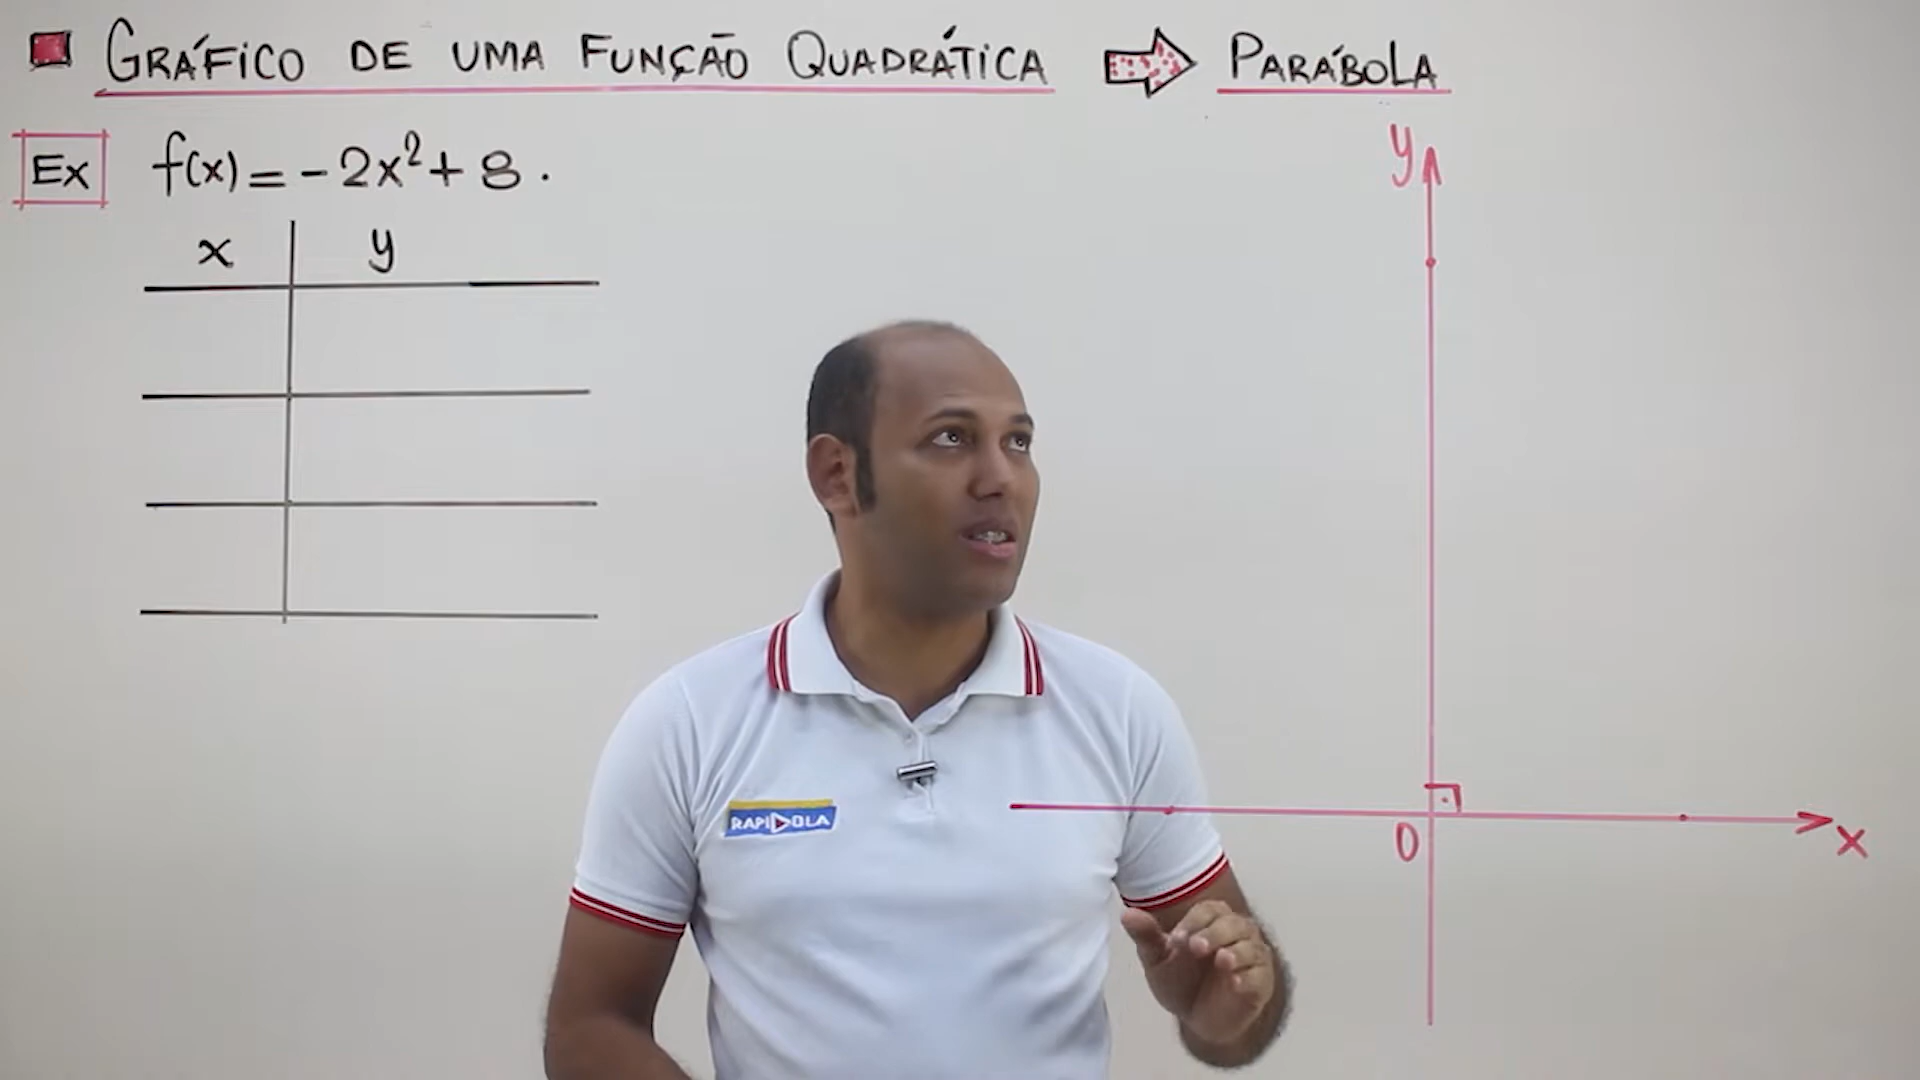 GRÁFICO DE UMA FUNÇÃO QUADRÁTICA PARÁBOLA
Ex f(x) = -2x² + 8.
x y
y
0
x
RAPIDOLA